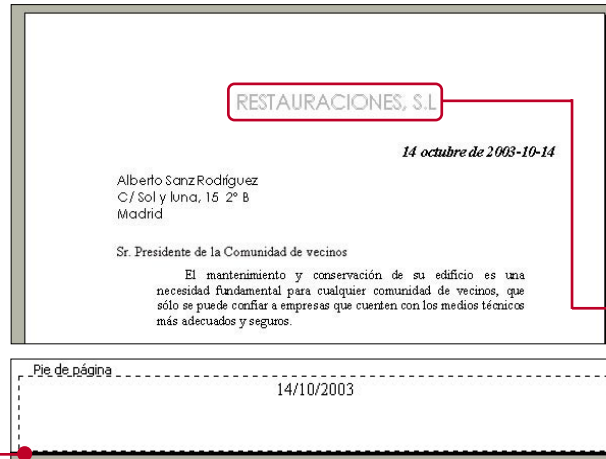 RESTAURACIONES, S.L
14 octubre de 2003-10-14
Alberto Sanz Rodríguez
C/ Sol y luna, 15 2º B
Madrid
Sr. Presidente de la Comunidad de vecinos
El mantenimiento y conservación de su edificio es una
necesidad fundamental para cualquier comunidad de vecinos, que
sólo se puede confiar a empresas que cuenten con los medios técnicos
más adecuados y seguros.
Pie de página
14/10/2003